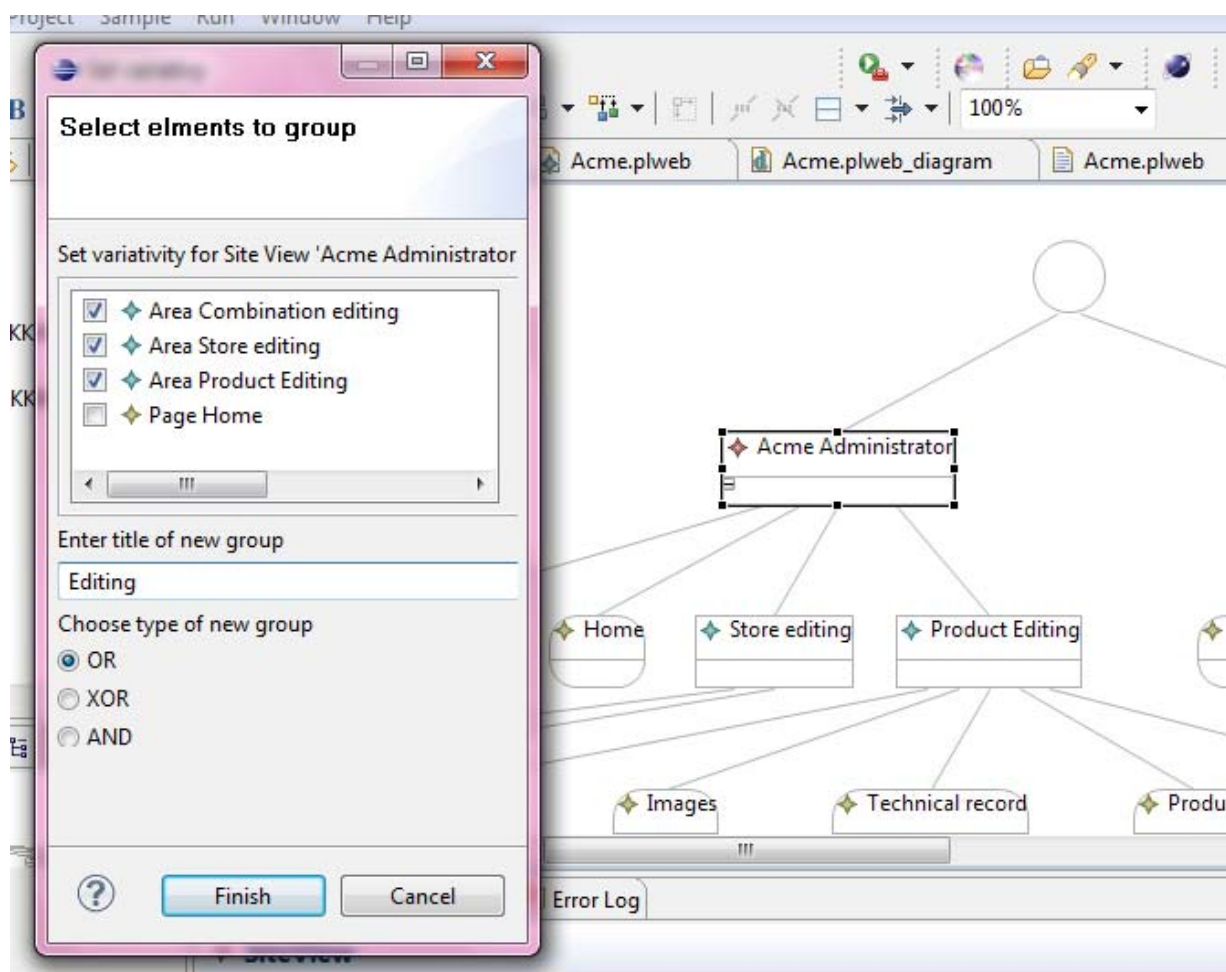 Project Sample Run Window Help
Select elments to group
B
100%
Acme.plweb
Acme.plweb_diagram
Acme.plweb
Set variativity for Site View 'Acme Administrator
Area Combination editing
Area Store editing
Area Product Editing
Page Home
KK
KK
Enter title of new group
Editing
Choose type of new group
OR
XOR
AND
Finish
Cancel
Acme Administrator
Home
Store editing
Product Editing
Images
Technical record
Produ
Error Log
SiteView